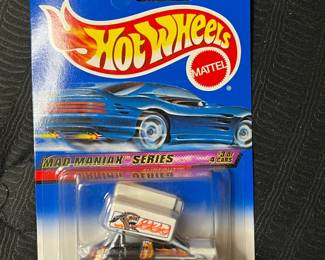 HOT WHEELS
MATTEL
MAD MANIAX SERIES
4 CARS